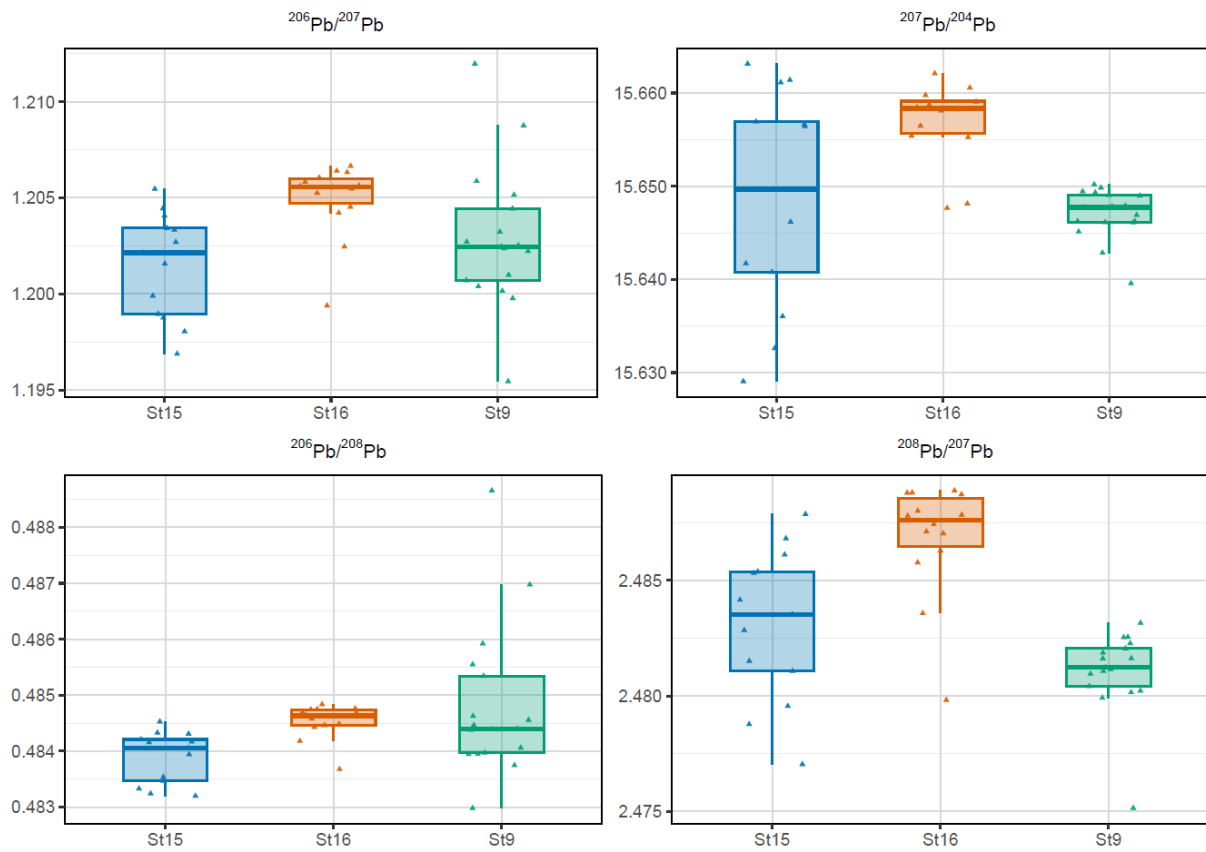 ²⁰⁶Pb/²⁰⁷Pb
1.210
1.205
1.200
1.195
St15 St16 St9
²⁰⁷Pb/²⁰⁴Pb
15.660
15.650
15.640
15.630
St15 St16 St9
²⁰⁶Pb/²⁰⁸Pb
0.488
0.487
0.486
0.485
0.484
0.483
St15 St16 St9
²⁰⁸Pb/²⁰⁷Pb
2.485
2.480
2.475
St15 St16 St9